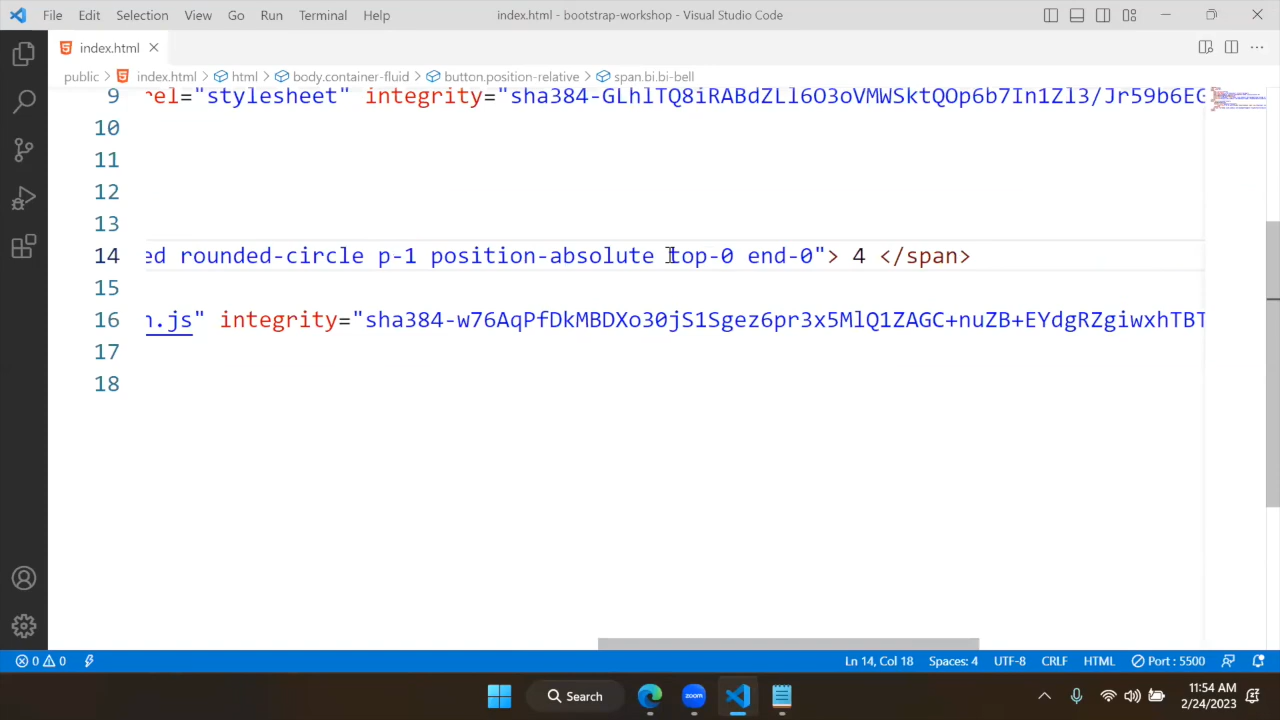 File Edit Selection View Go Run Terminal Help index.html - bootstrap-workshop - Visual Studio Code
index.html
public > index.html > html > body.container-fluid > button.position-relative > span.bi.bi-bell
9 rel="stylesheet" integrity="sha384-GLhlTQ8iRABdZLl6O3oVMWSktQOp6b7In1Zl3/Jr59b6EG
10
11
12
13
14 ed rounded-circle p-1 position-absolute top-0 end-0"> 4 </span>
15
16 n.js" integrity="sha384-w76AqPfDkMBDXo30jS1Sgez6pr3x5MlQ1ZAGC+nuZB+EYdgRZgiwxhTBT
17
18
0 0 Ln 14, Col 18 Spaces: 4 UTF-8 CRLF HTML Port : 5500
Search
zoom
11:54 AM
2/24/2023